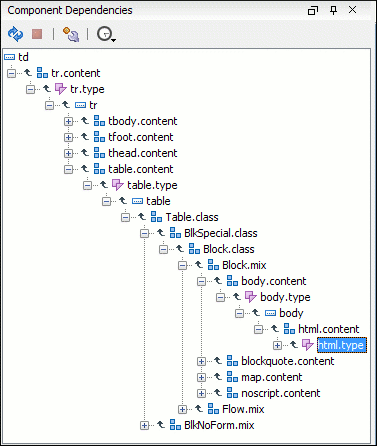 Component Dependencies
td
tr.content
tr.type
tr
tbody.content
tfoot.content
thead.content
table.content
table.type
table
Table.class
BlkSpecial.class
Block.class
Block.mix
body.content
body.type
body
html.content
html.type
blockquote.content
map.content
noscript.content
Flow.mix
BlkNoForm.mix